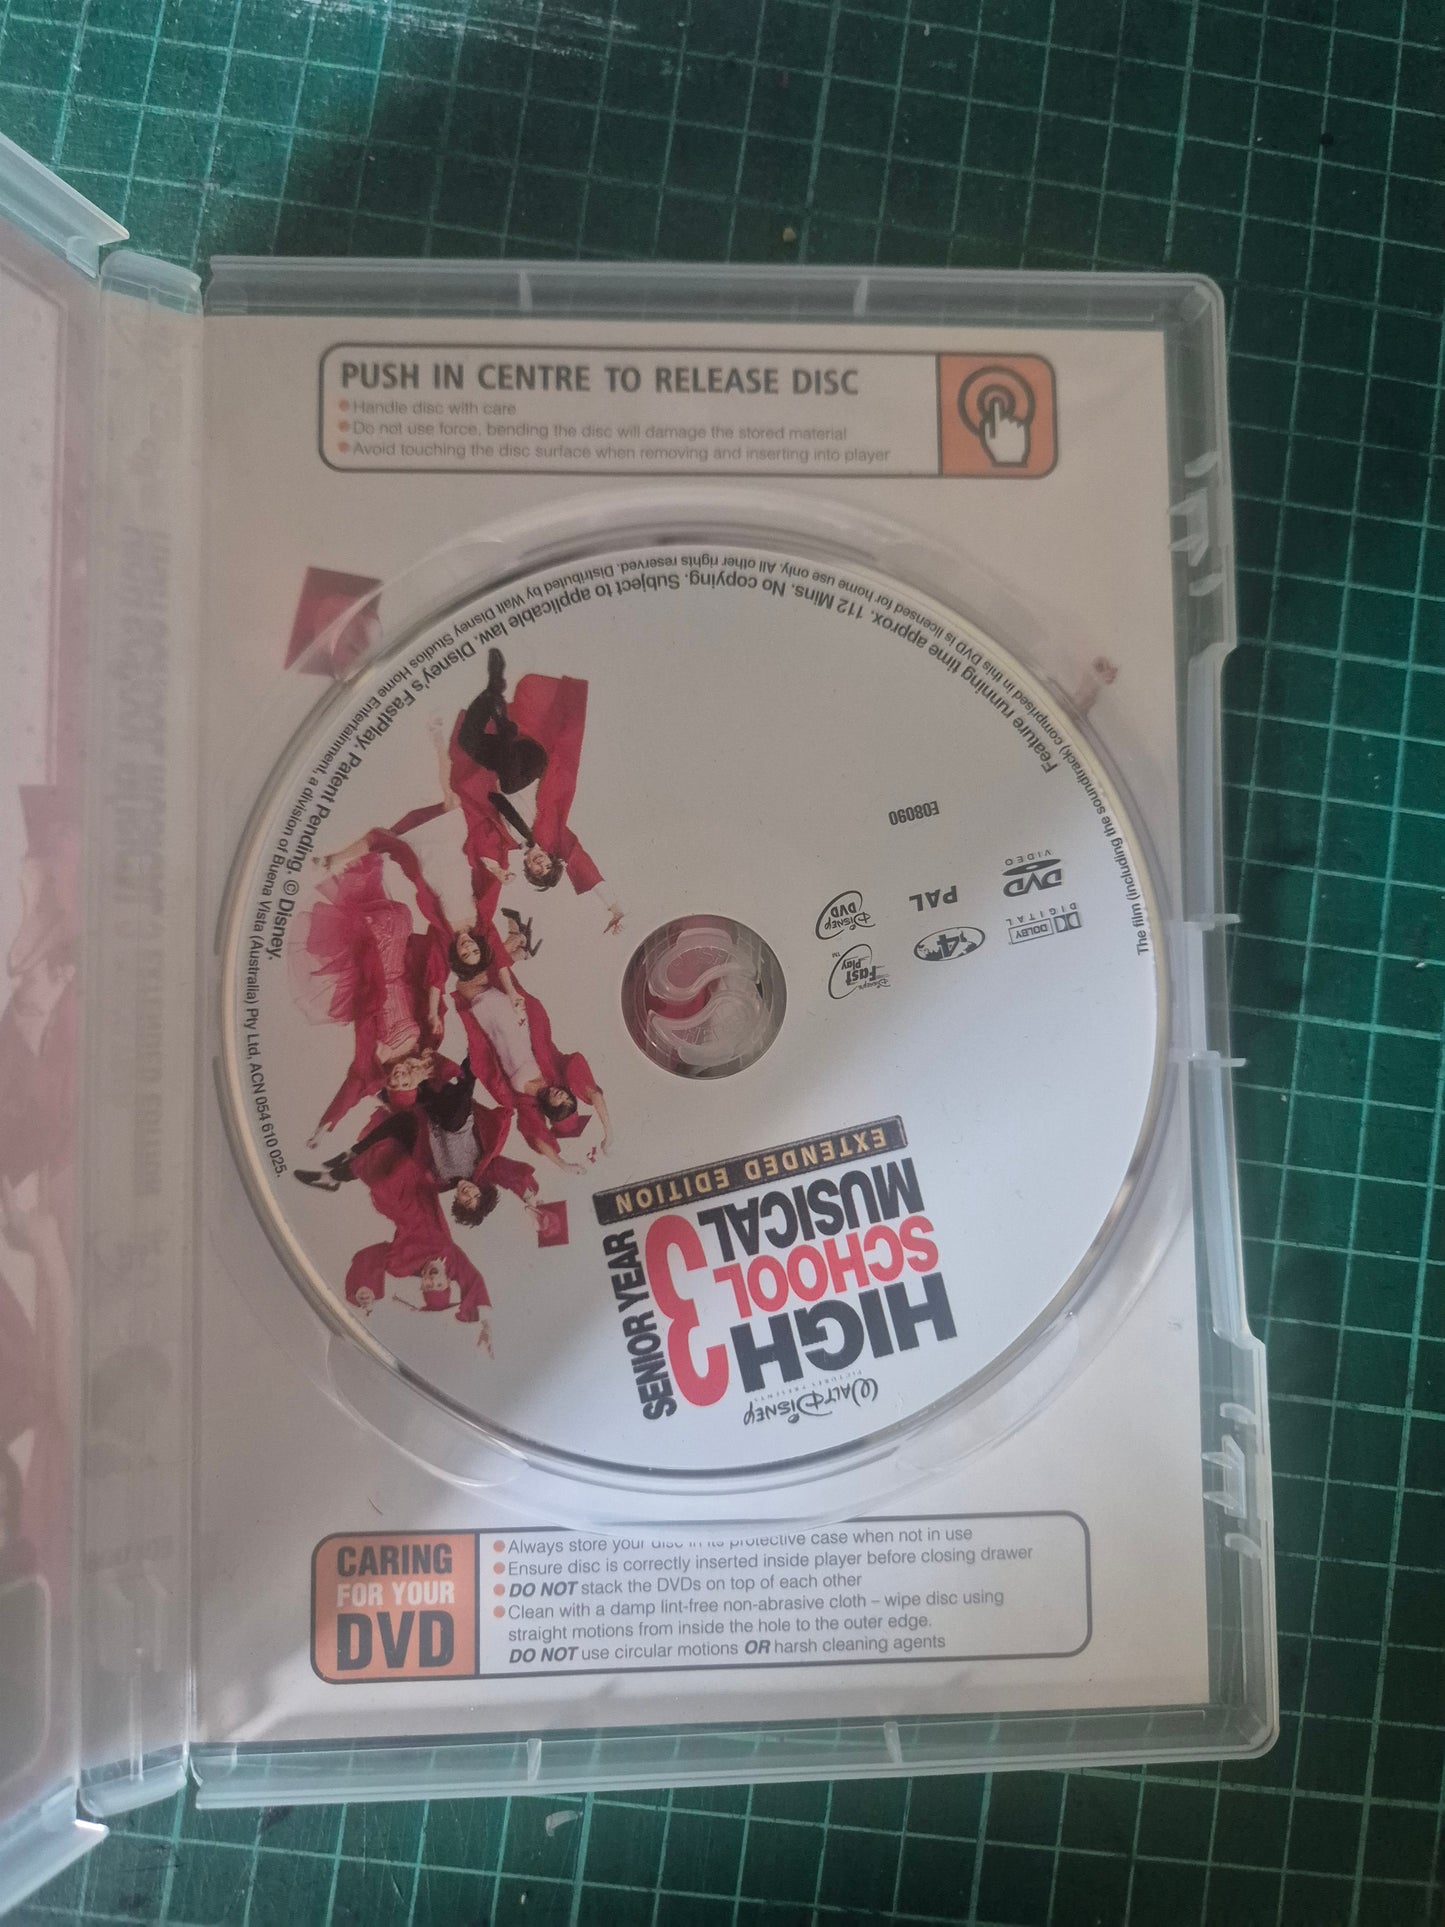 PUSH IN CENTRE TO RELEASE DISC
Handle disc with care
Do not use force, bending the disc will damage the stored material
Avoid touching the disc surface when removing and inserting into player
WALT DISNEY
PICTURES PRESENTS
HIGH
SCHOOL
MUSICAL
3
SENIOR YEAR
EXTENDED EDITION
Disney's
Fast
Play
TM
4
DOLBY
DIGITAL
DISNEY
DVD
PAL
DVD
VIDEO
E08090
Feature running time approx. 112 Mins. No copying. Subject to applicable law. Disney's FastPlay. Patent Pending. © Disney.
The film (including the soundtrack) comprised in this DVD is licensed for home use only. All other rights reserved. Distributed by Walt Disney Studios Home Entertainment, a division of Buena Vista (Australia) Pty Ltd, ACN 054 610 025.
CARING
FOR YOUR
DVD
Always store your disc in its protective case when not in use
Ensure disc is correctly inserted inside player before closing drawer
DO NOT stack the DVDs on top of each other
Clean with a damp lint-free non-abrasive cloth – wipe disc using
straight motions from inside the hole to the outer edge.
DO NOT use circular motions OR harsh cleaning agents